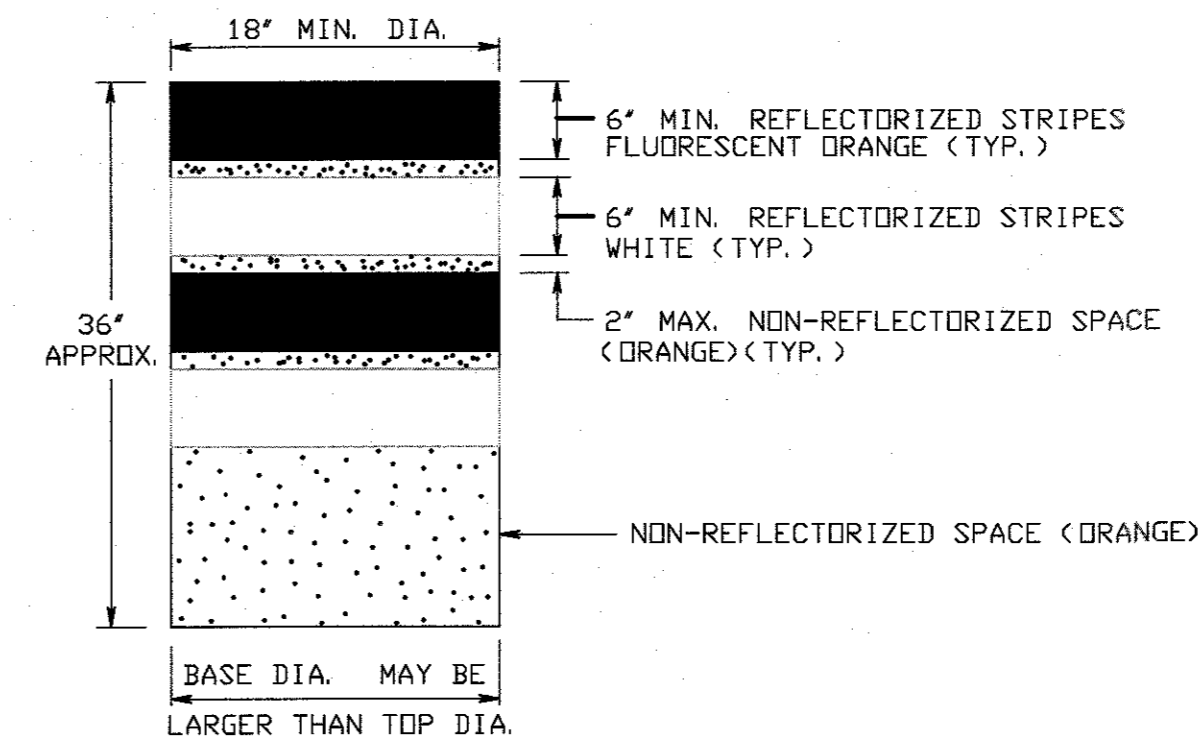 18" MIN. DIA.
6" MIN. REFLECTORIZED STRIPES
FLUORESCENT ORANGE (TYP.)
6" MIN. REFLECTORIZED STRIPES
WHITE (TYP.)
36"
APPROX.
2" MAX. NON-REFLECTORIZED SPACE
(ORANGE)(TYP.)
NON-REFLECTORIZED SPACE (ORANGE)
BASE DIA. MAY BE
LARGER THAN TOP DIA.